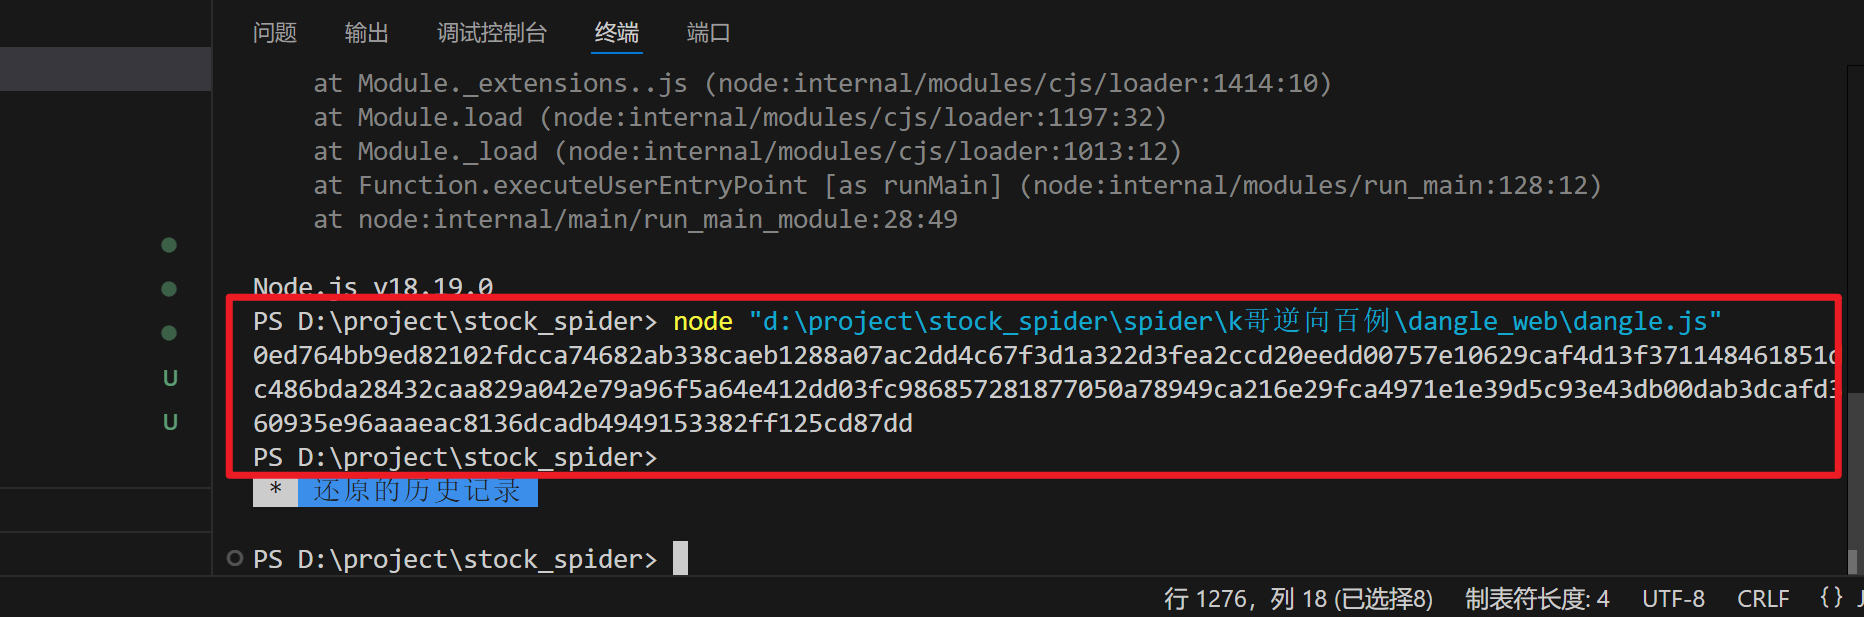 问题 输出 调试控制台 终端 端口
at Module._extensions..js (node:internal/modules/cjs/loader:1414:10)
at Module.load (node:internal/modules/cjs/loader:1197:32)
at Module._load (node:internal/modules/cjs/loader:1013:12)
at Function.executeUserEntryPoint [as runMain] (node:internal/modules/run_main:128:12)
at node:internal/main/run_main_module:28:49
Node.js v18.19.0
PS D:\project\stock_spider> node "d:\project\stock_spider\spider\k哥逆向百例\dangle_web\dangle.js"
0ed764bb9ed82102fdcca74682ab338caeb1288a07ac2dd4c67f3d1a322d3fea2ccd20eedd00757e10629caf4d13f371148461851c
c486bda28432caa829a042e79a96f5a64e412dd03fc986857281877050a78949ca216e29fca4971e1e39d5c93e43db00dab3dcafd3
60935e96aaaeac8136dcadb4949153382ff125cd87dd
PS D:\project\stock_spider>
* 还原的历史记录
PS D:\project\stock_spider>
U
U
行 1276，列 18 (已选择8) 制表符长度: 4 UTF-8 CRLF {} J